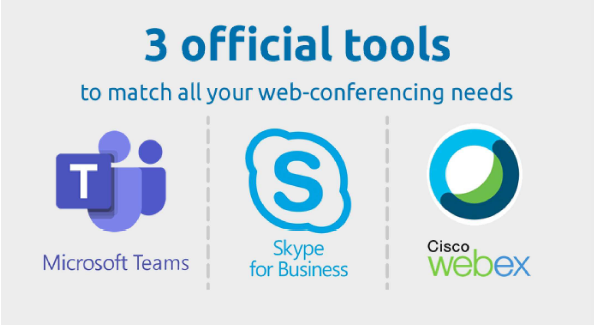 3 official tools
to match all your web-conferencing needs
T
Microsoft Teams
S
Skype
for Business
Cisco
webex